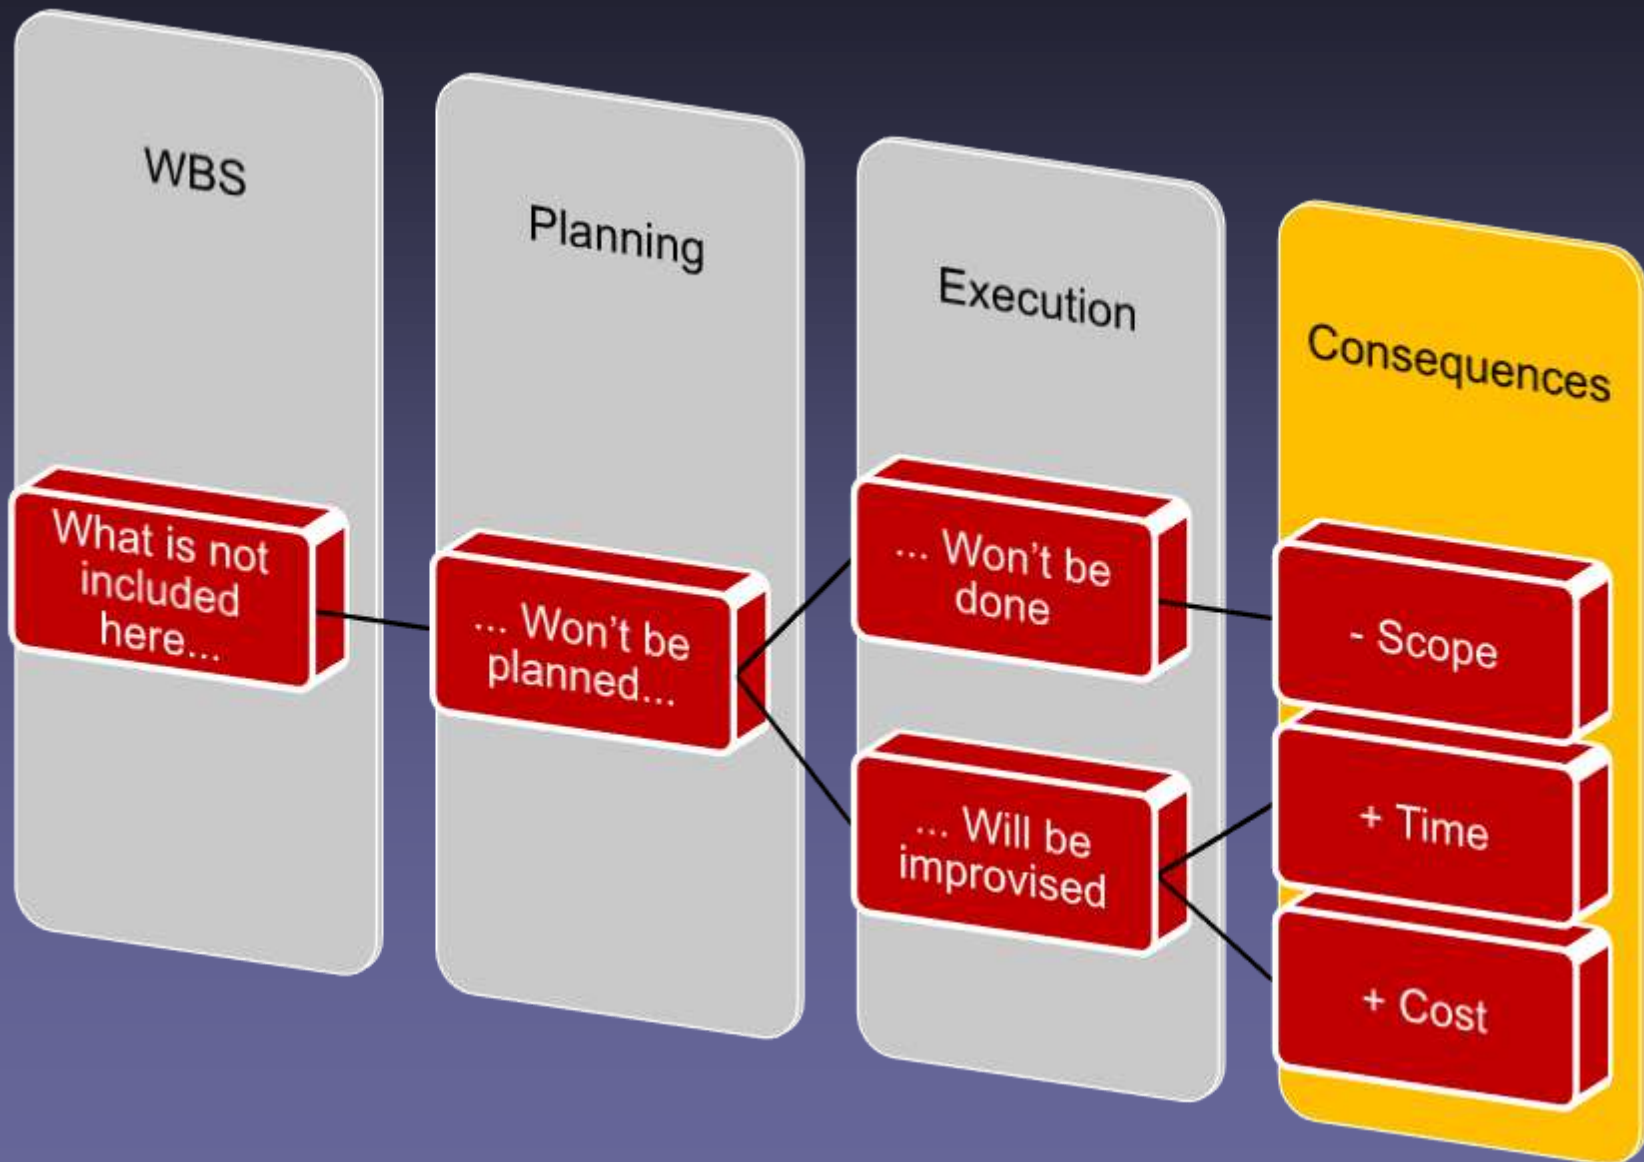 WBS
What is not
included
here...
Planning
... Won't be
planned...
Execution
... Won't be
done
... Will be
improvised
Consequences
- Scope
+ Time
+ Cost